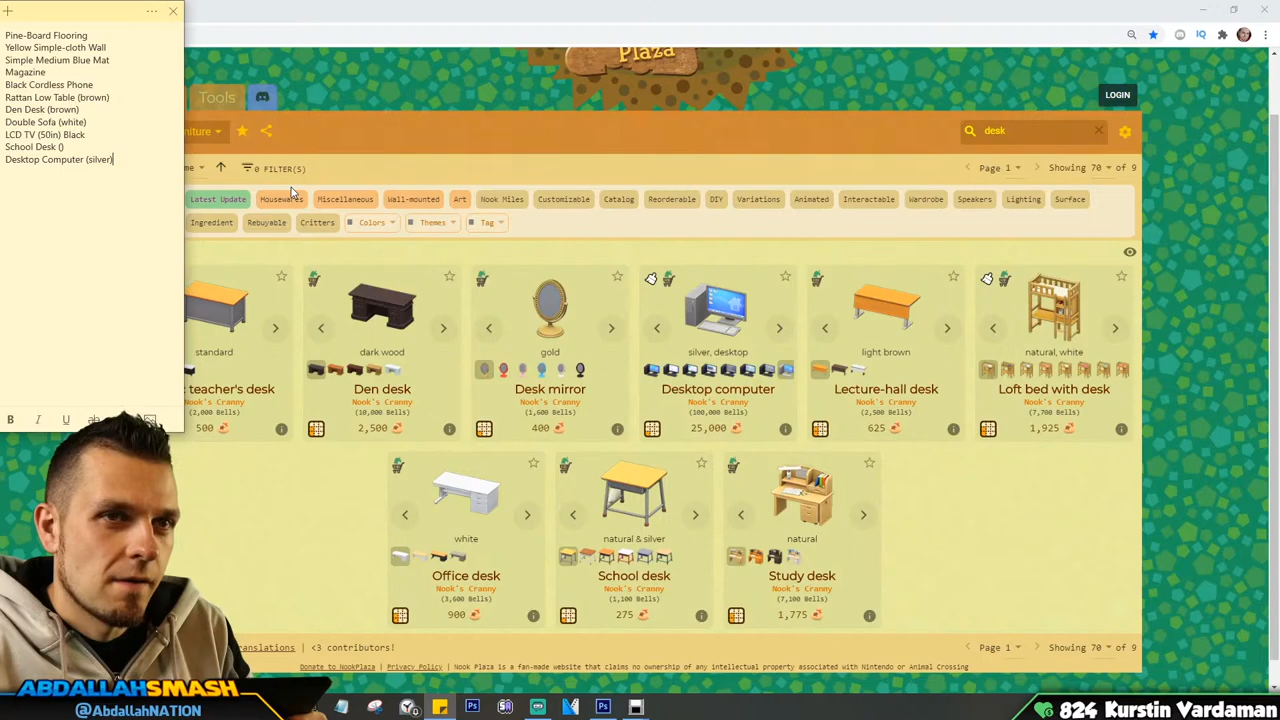 Pine-Board Flooring
Yellow Simple-cloth Wall
Simple Medium Blue Mat
Magazine
Black Cordless Phone
Rattan Low Table (brown)
Den Desk (brown)
Double Sofa (white)
LCD TV (50in) Black
School Desk ()
Desktop Computer (silver)
B I U ab
Plaza
Tools
LOGIN
niture
desk
me
0 FILTER(S)
Page 1
Showing 70 of 9
Latest Update Housewares Miscellaneous Wall-mounted Art Nook Miles Customizable Catalog Reorderable DIY Variations Animated Interactable Wardrobe Speakers Lighting Surface
Ingredient Rebuyable Critters Colors Themes Tag
standard dark wood gold silver, desktop light brown natural, white
c teacher's desk Den desk Desk mirror Desktop computer Lecture-hall desk Loft bed with desk
Nook's Cranny Nook's Cranny Nook's Cranny Nook's Cranny Nook's Cranny Nook's Cranny
(2,000 Bells) (10,000 Bells) (1,600 Bells) (100,000 Bells) (2,500 Bells) (7,700 Bells)
500 2,500 400 25,000 625 1,925
white natural & silver natural
Office desk School desk Study desk
Nook's Cranny Nook's Cranny Nook's Cranny
(3,600 Bells) (1,100 Bells) (7,100 Bells)
900 275 1,775
anslations | <3 contributors!
Page 1 Showing 70 of 9
Donate to NookPlaza | Privacy Policy | Nook Plaza is a fan-made website that claims no ownership of any intellectual property associated with Nintendo or Animal Crossing
ABDALLAHSMASH
@AbdallahNATION
824 Kurstin Vardaman